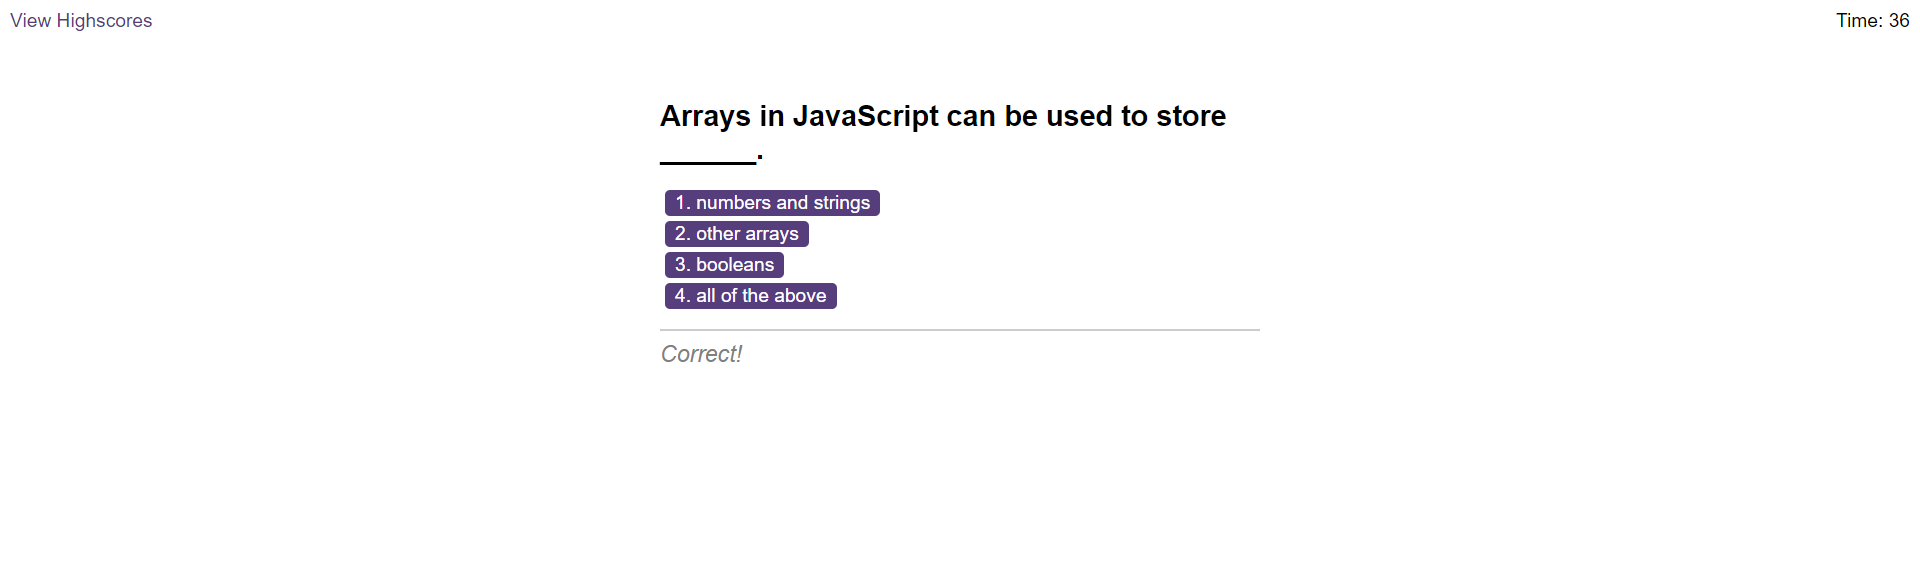 View Highscores
Time: 36
Arrays in JavaScript can be used to store
______.
1. numbers and strings
2. other arrays
3. booleans
4. all of the above
Correct!